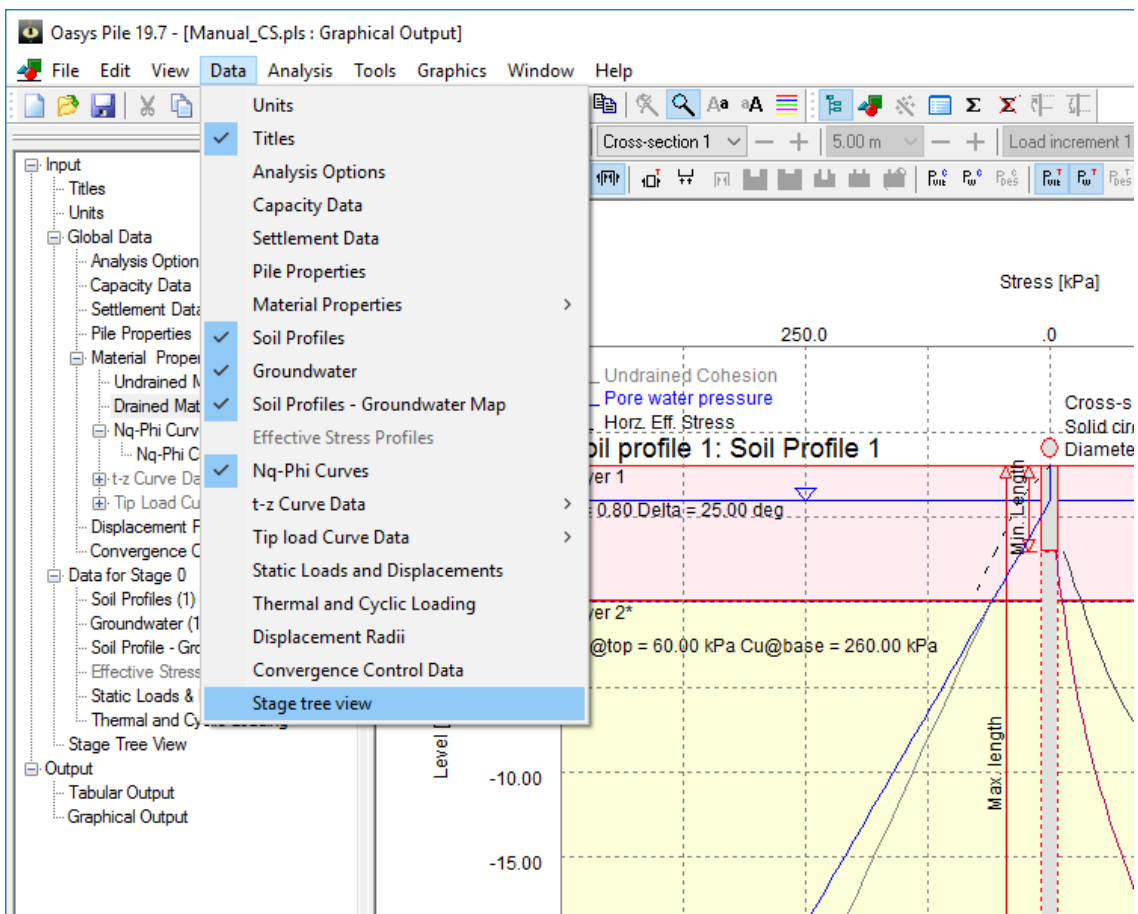 Oasys Pile 19.7 - [Manual_CS.pls : Graphical Output]
File Edit View Data Analysis Tools Graphics Window Help
Cross-section 1 5.00 m Load increment 1
Input
Titles
Units
Global Data
Analysis Option
Capacity Data
Settlement Data
Pile Properties
Material Proper
Undrained M
Drained Mat
Nq-Phi Curv
Nq-Phi C
t-z Curve Da
Tip Load Cu
Displacement F
Convergence C
Data for Stage 0
Soil Profiles (1)
Groundwater (1
Soil Profile - Gro
Effective Stress
Static Loads &
Thermal and Cyclic Loading
Stage Tree View
Output
Tabular Output
Graphical Output
Units
Titles
Analysis Options
Capacity Data
Settlement Data
Pile Properties
Material Properties
Soil Profiles
Groundwater
Soil Profiles - Groundwater Map
Effective Stress Profiles
Nq-Phi Curves
t-z Curve Data
Tip load Curve Data
Static Loads and Displacements
Thermal and Cyclic Loading
Displacement Radii
Convergence Control Data
Stage tree view
Stress [kPa]
250.0 .0
Undrained Cohesion
Pore water pressure
Horz. Eff. Stress
Cross-s
Solid circ
Diamete
oil profile 1: Soil Profile 1
yer 1
= 0.80 Delta = 25.00 deg
Min. Length
yer 2*
@top = 60.00 kPa Cu@base = 260.00 kPa
Max. length
Level [
-10.00
-15.00